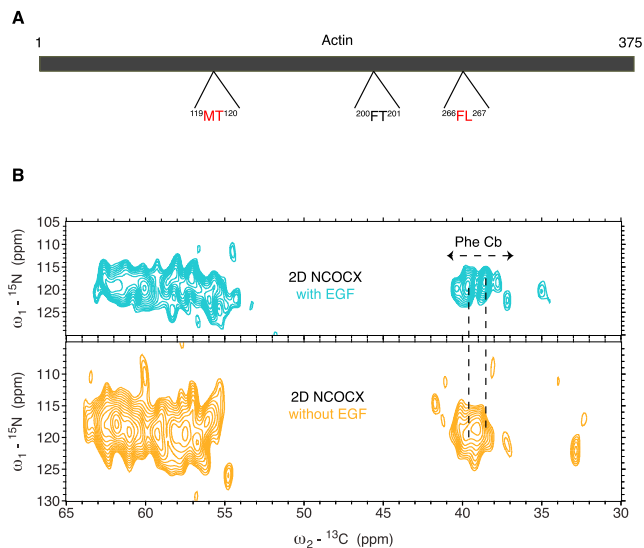 A
1 Actin 375
¹¹⁹MT¹²⁰ ²⁰⁰FT²⁰¹ ²⁶⁶FL²⁶⁷
B
105
110
115
120
125
ω₁ - ¹⁵N (ppm)
Phe Cb
2D NCOCX
with EGF
110
115
120
125
130
ω₁ - ¹⁵N (ppm)
2D NCOCX
without EGF
65 60 55 50 45 40 35 30
ω₂ - ¹³C (ppm)